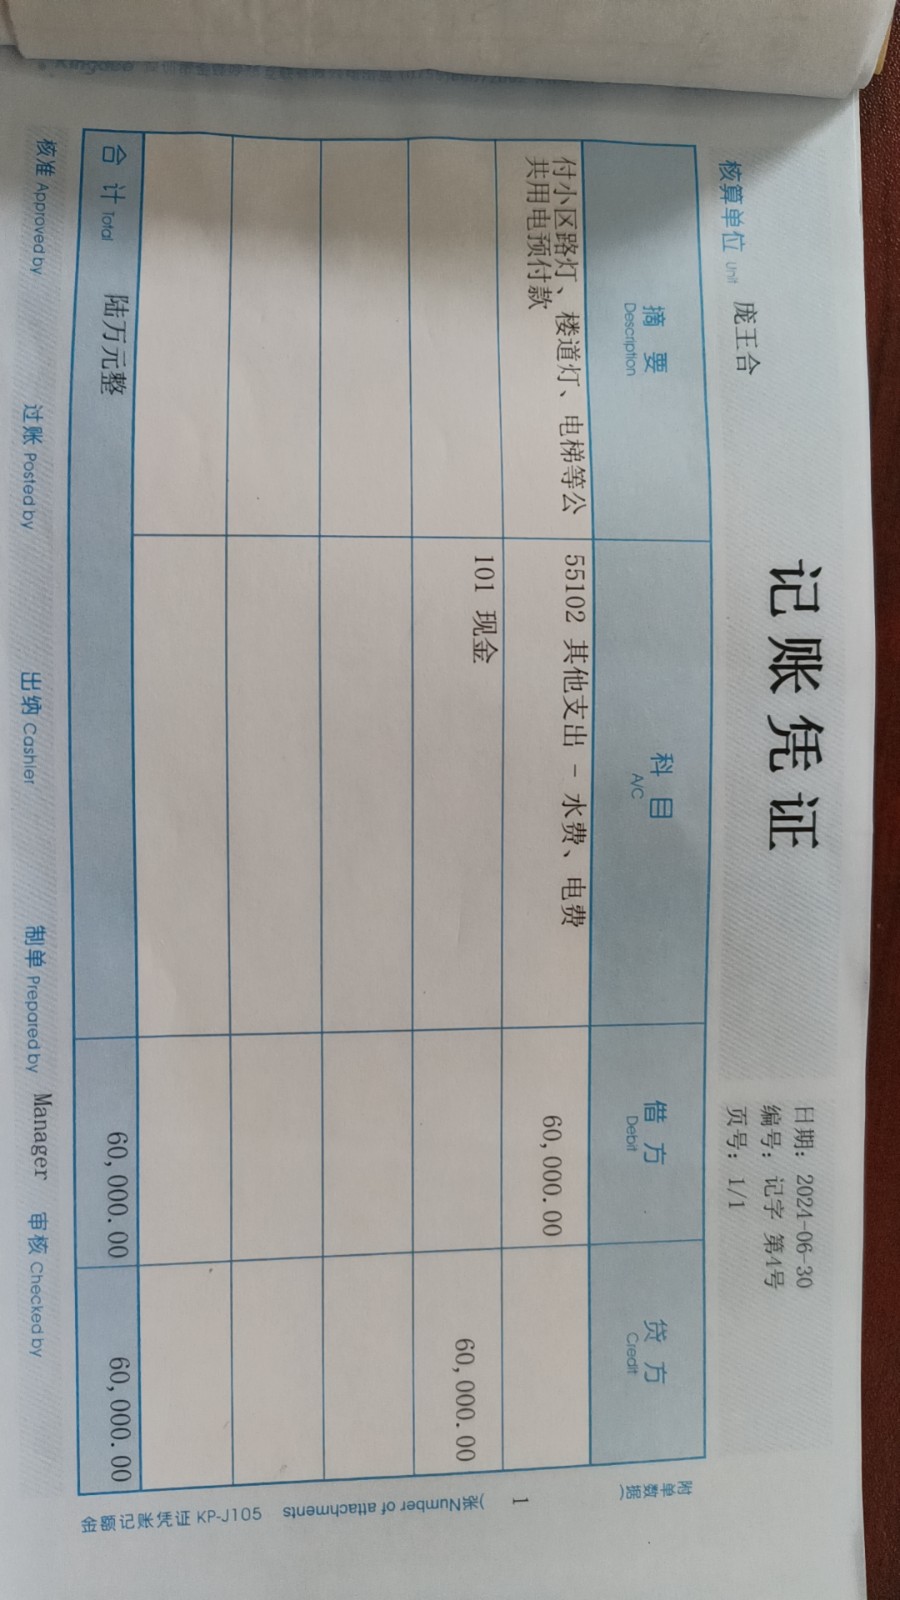 记账凭证
日期: 2024-06-30
编号: 记字 第4号
页号: 1/1
核算单位 Unit 庞王合
附单据数(
1
张)Number of attachments
摘要 科目 借方 贷方
Description A/C Debit Credit
付小区路灯、楼道灯、电梯等公 55102 其他支出 - 水费、电费 60,000.00
共用电预付款
101 现金 60,000.00
合计 Total 陆万元整 60,000.00 60,000.00
核准 Approved by 过账 Posted by 出纳 Cashier 制单 Prepared by Manager 审核 Checked by
金额记账凭证 KP-J105